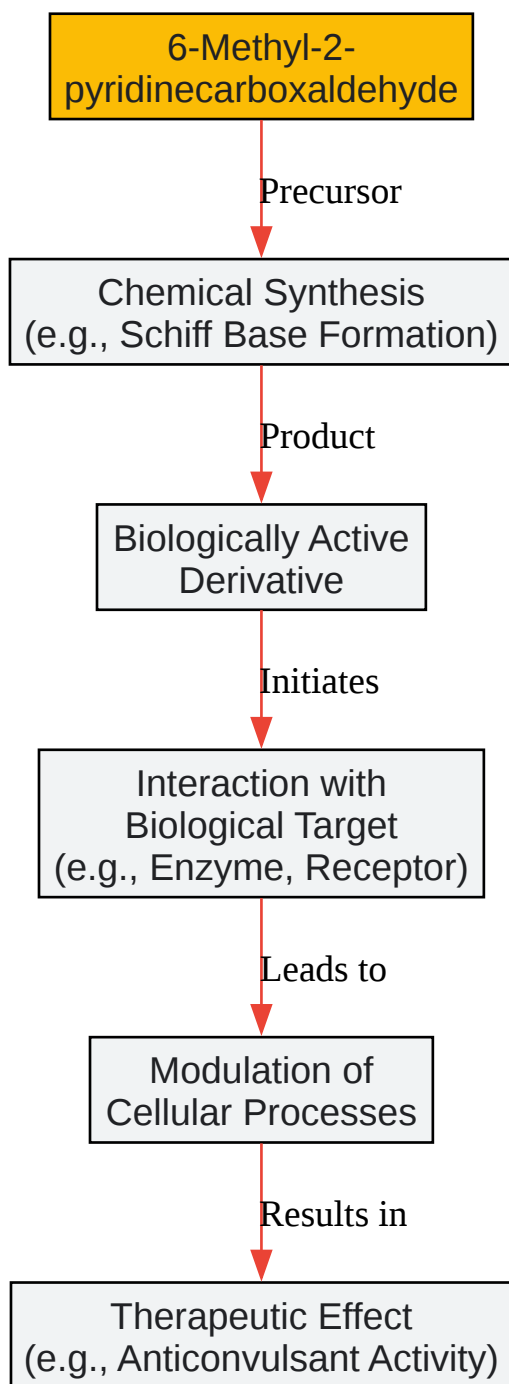 6-Methyl-2-
pyridinecarboxaldehyde
Precursor
Chemical Synthesis
(e.g., Schiff Base Formation)
Product
Biologically Active
Derivative
Initiates
Interaction with
Biological Target
(e.g., Enzyme, Receptor)
Leads to
Modulation of
Cellular Processes
Results in
Therapeutic Effect
(e.g., Anticonvulsant Activity)